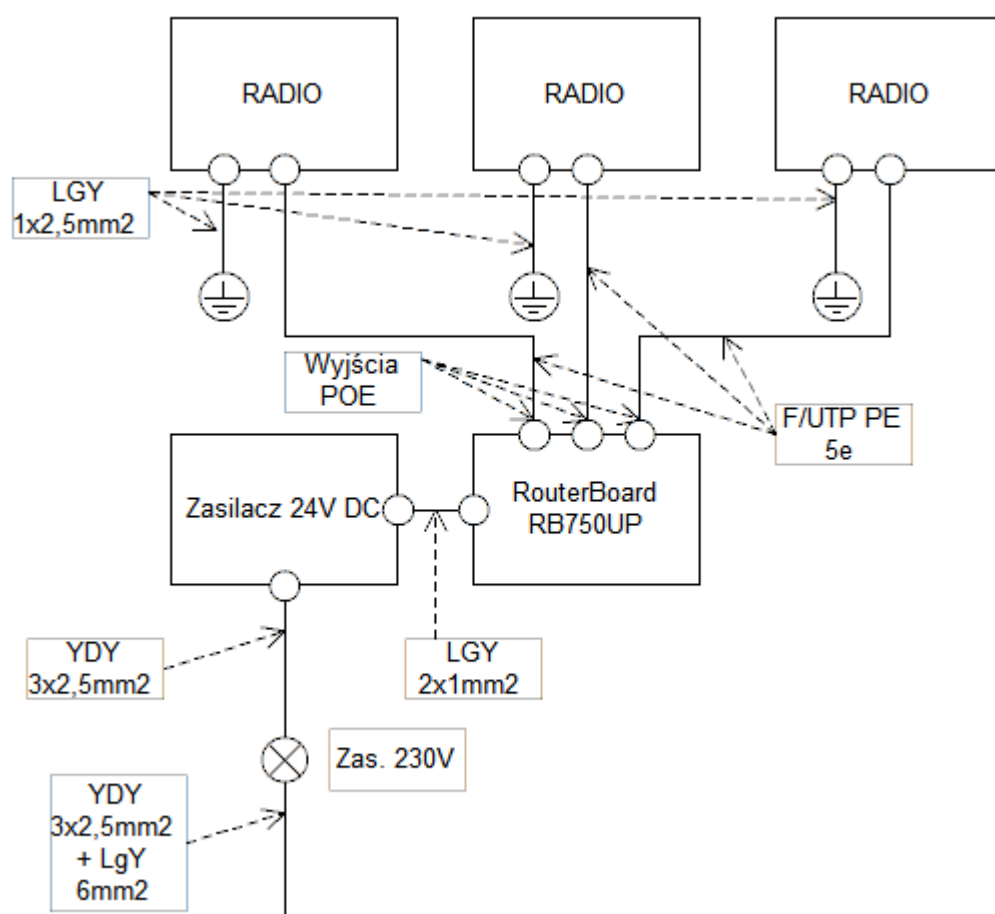 RADIO
RADIO
RADIO
LGY
1x2,5mm2
Wyjścia
POE
F/UTP PE
5e
Zasilacz 24V DC
RouterBoard
RB750UP
YDY
3x2,5mm2
LGY
2x1mm2
Zas. 230V
YDY
3x2,5mm2
+ LgY
6mm2